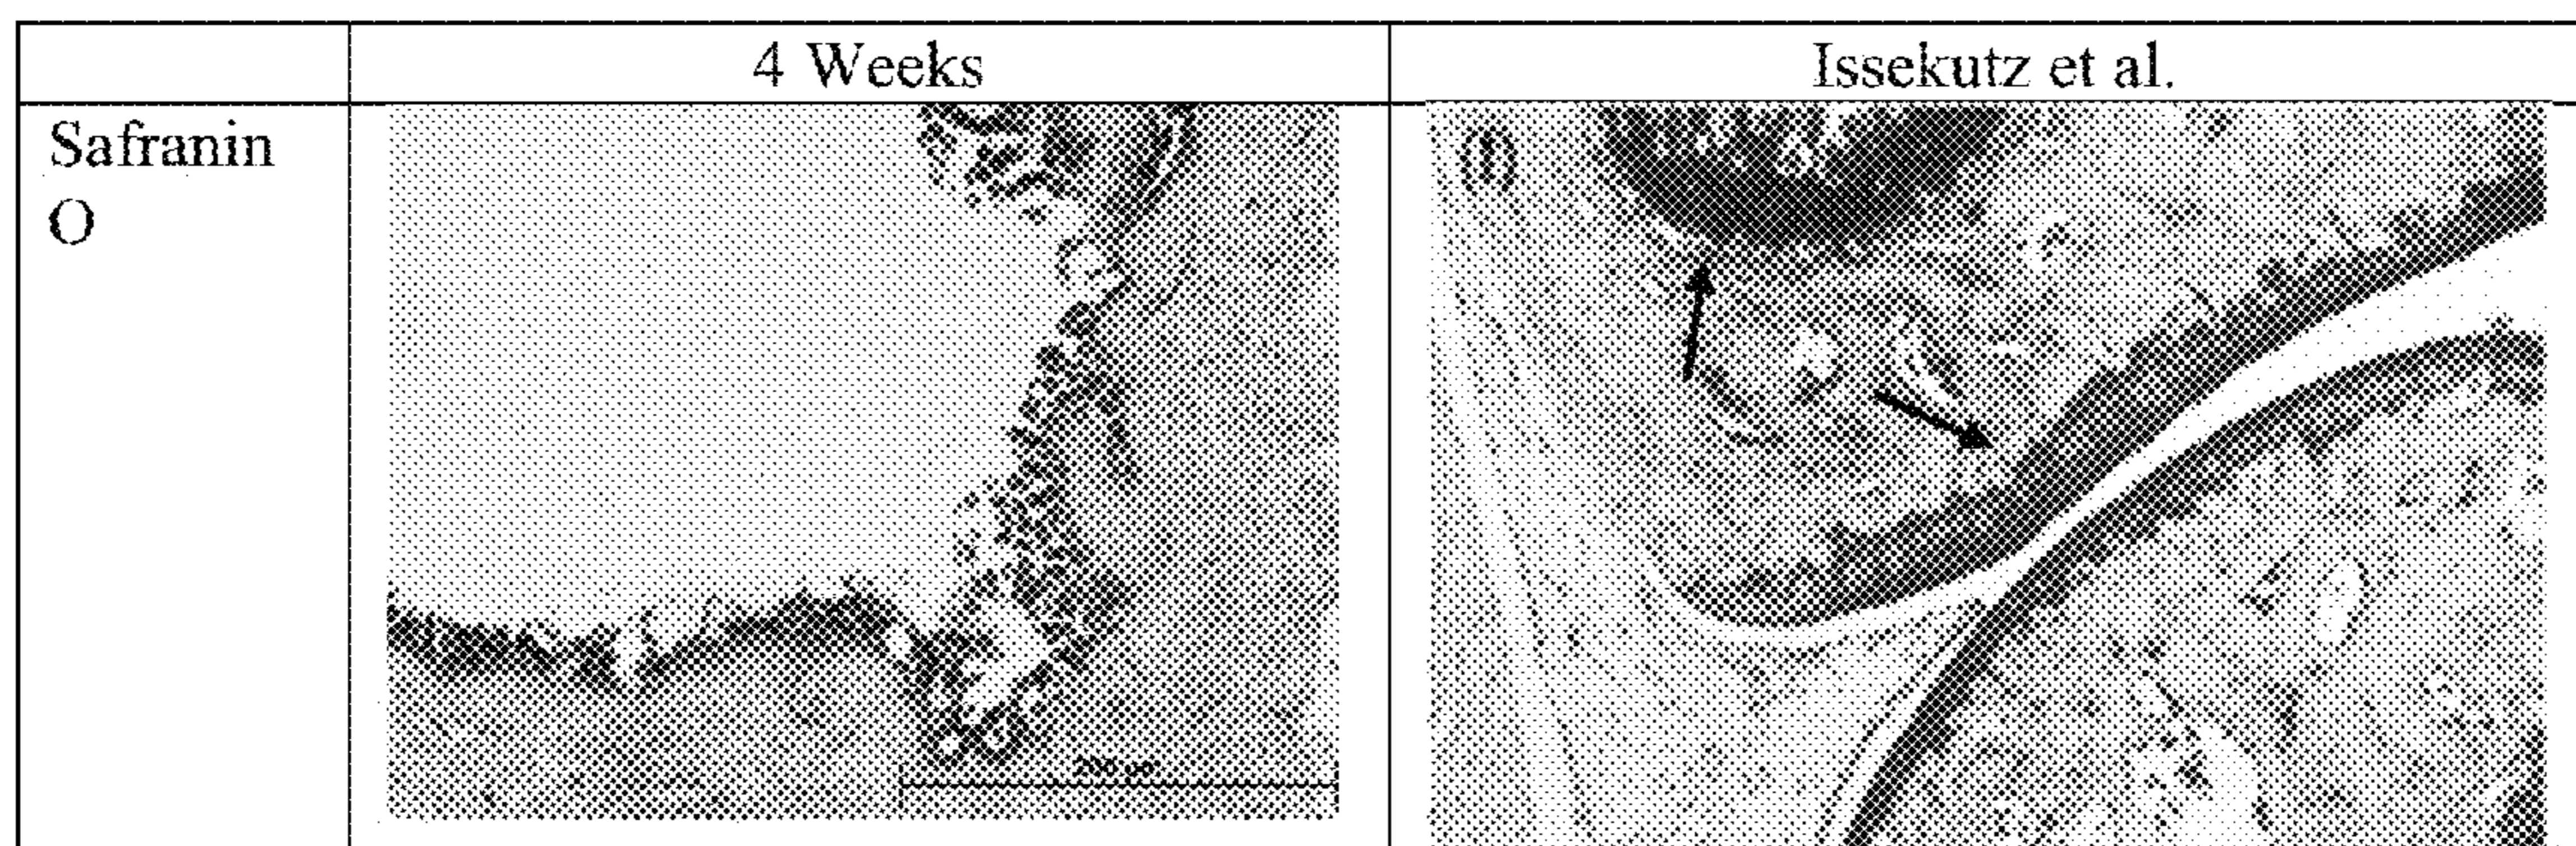 4 Weeks
Issekutz et al.
Safranin
O